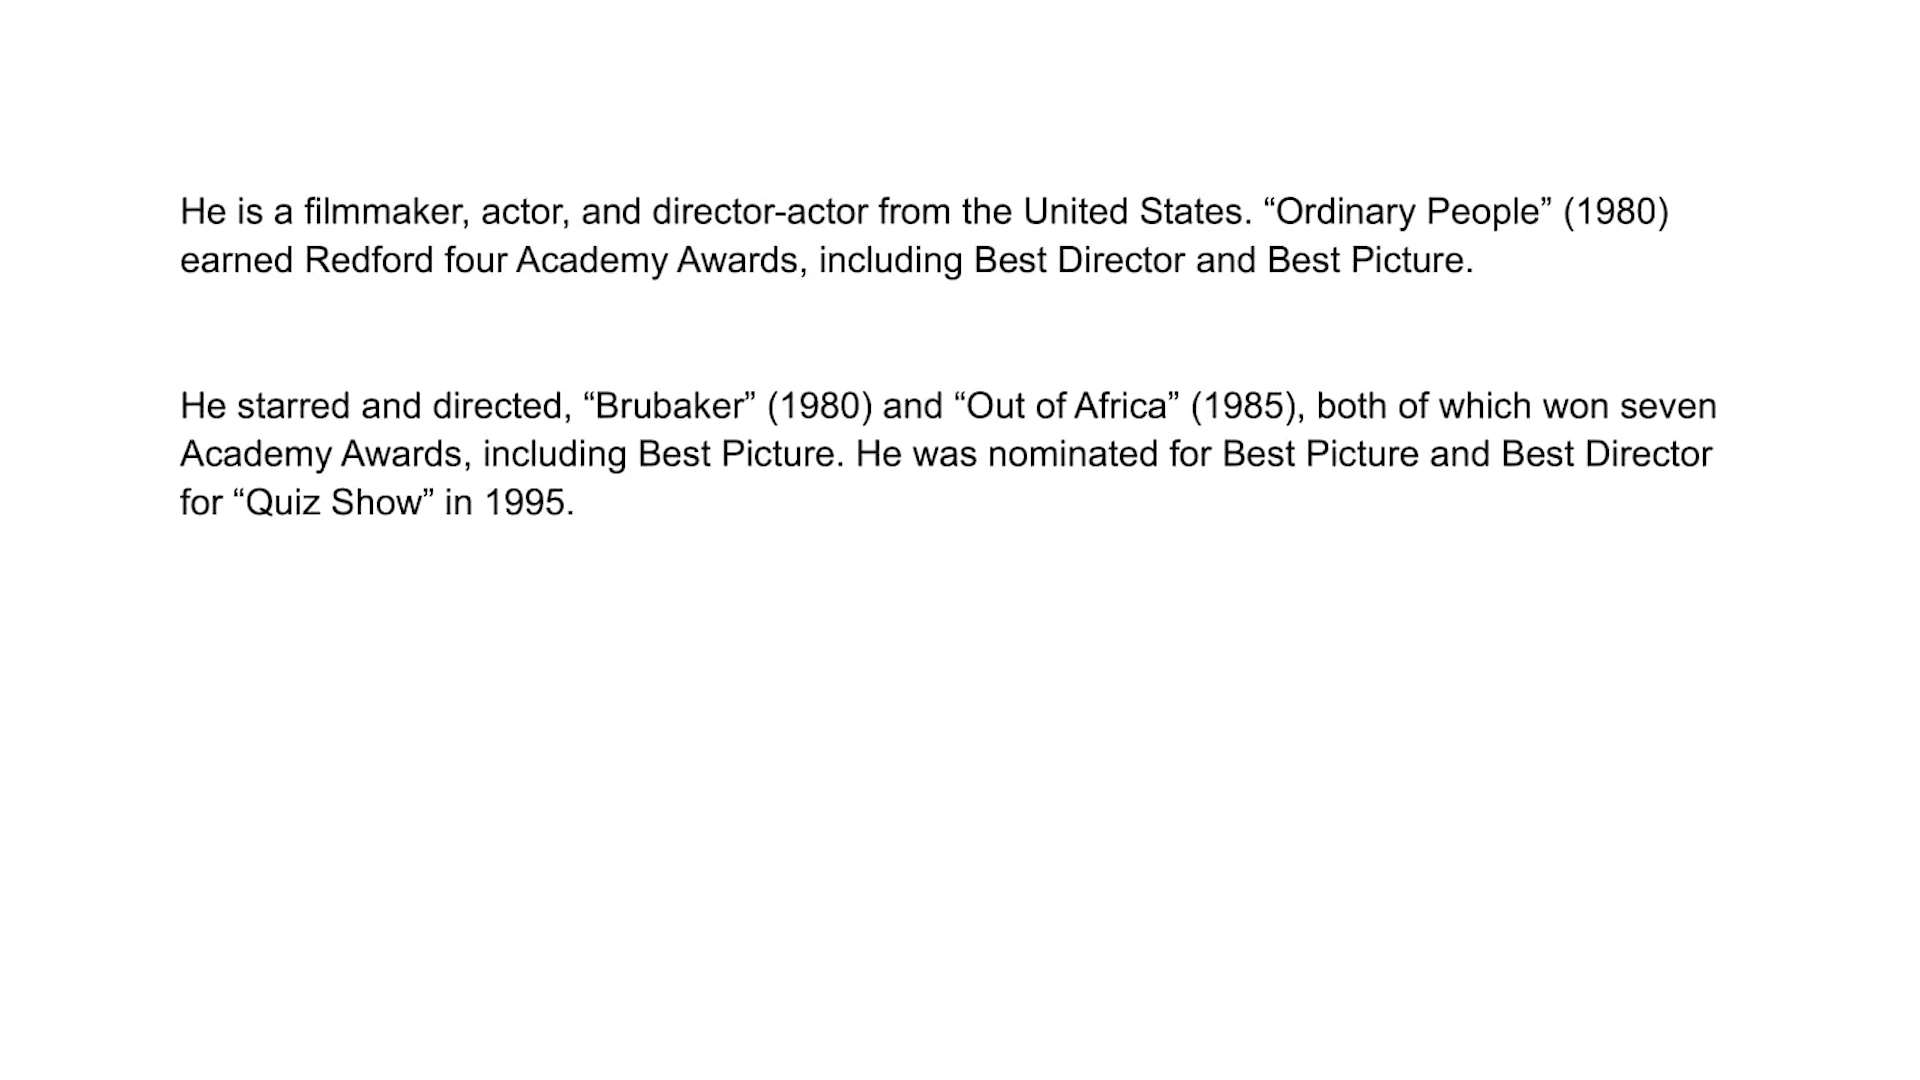 He is a filmmaker, actor, and director-actor from the United States. “Ordinary People” (1980)
earned Redford four Academy Awards, including Best Director and Best Picture.
He starred and directed, “Brubaker” (1980) and “Out of Africa” (1985), both of which won seven
Academy Awards, including Best Picture. He was nominated for Best Picture and Best Director
for “Quiz Show” in 1995.